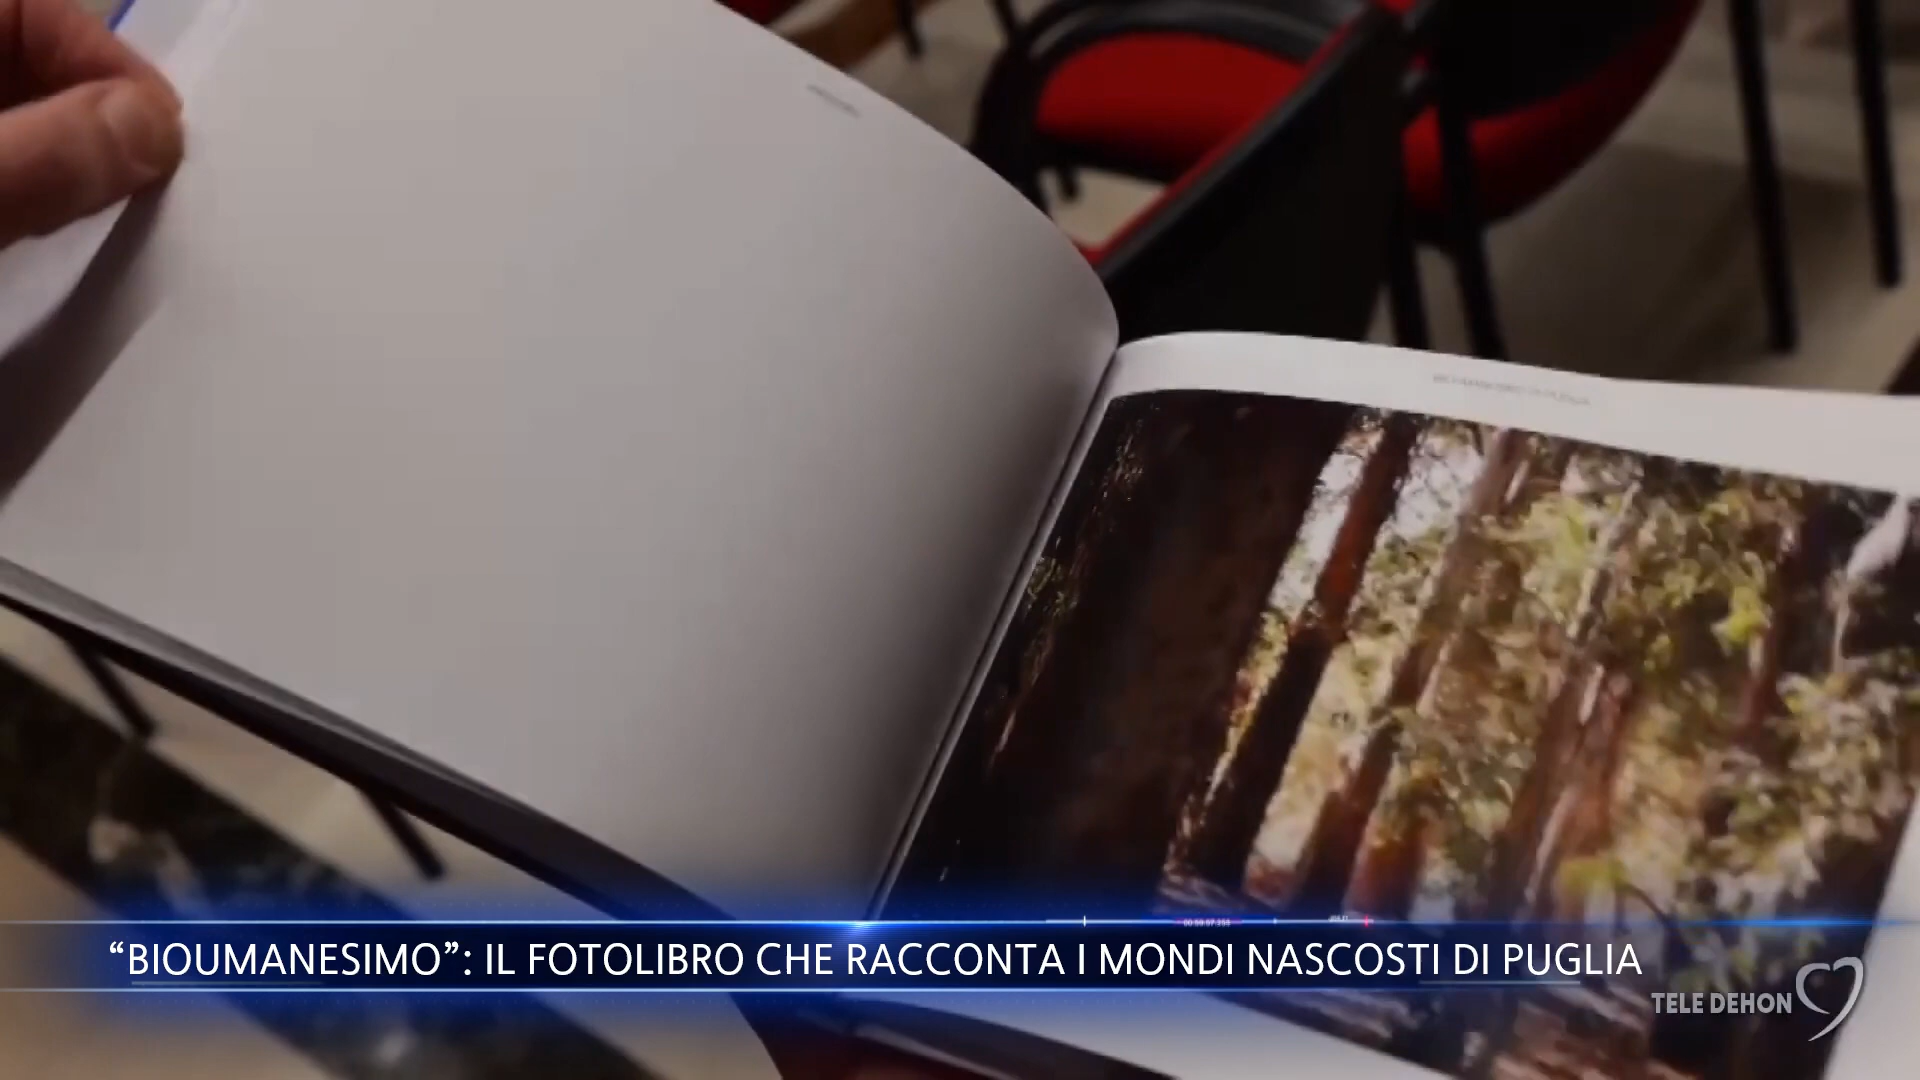 “BIOUMANESIMO”: IL FOTOLIBRO CHE RACCONTA I MONDI NASCOSTI DI PUGLIA
TELE DEHON